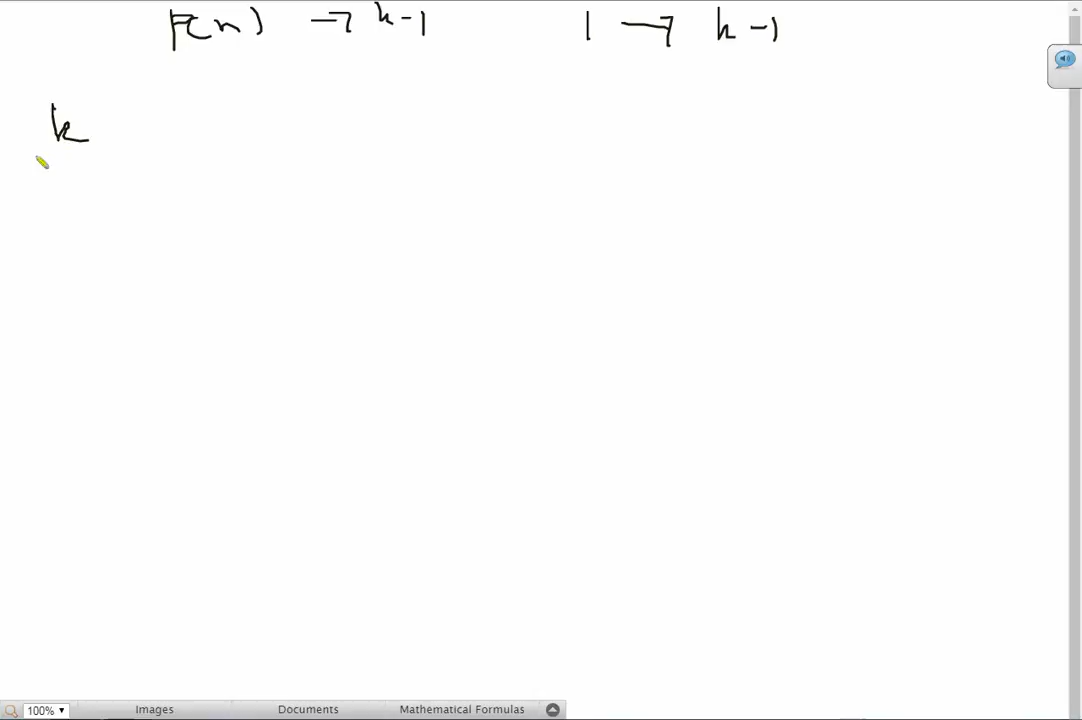 F(n) → k-1 1 → k-1
k
100% Images Documents Mathematical Formulas